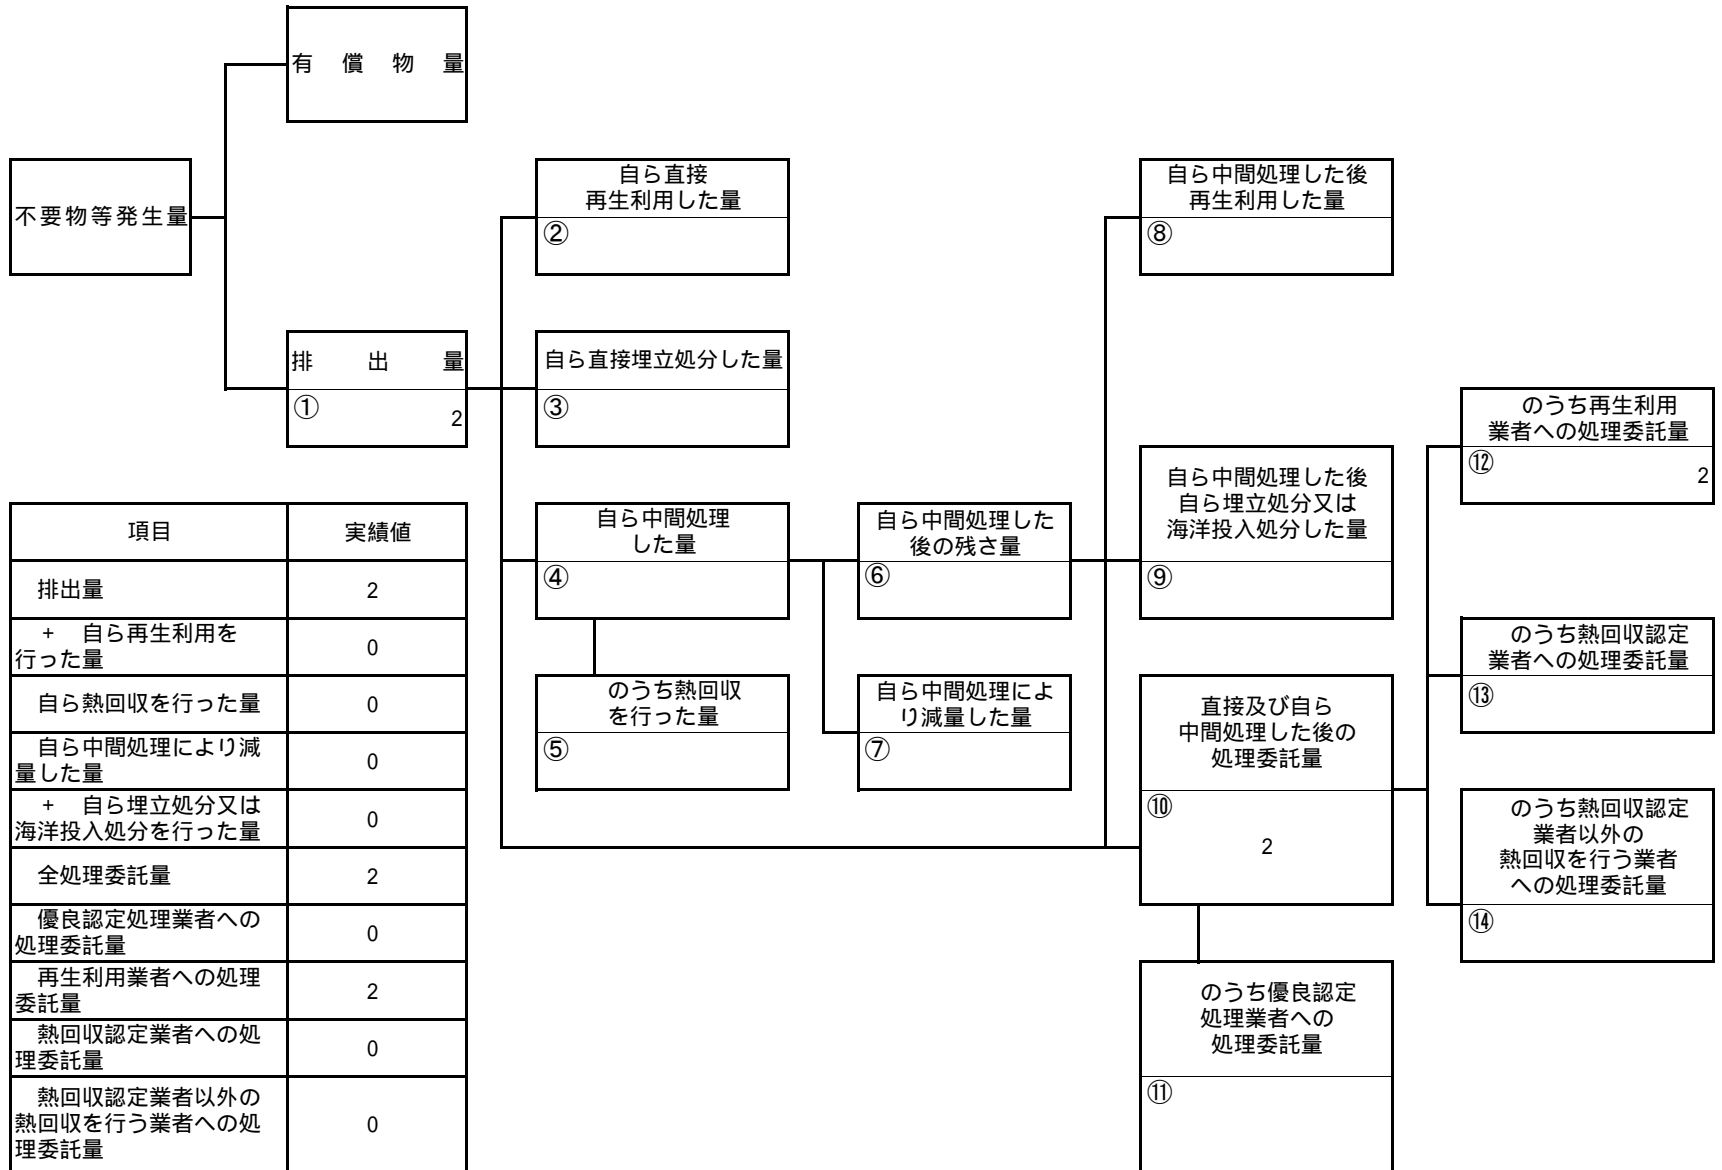 有償物量
不要物等発生量
排出量
①
2
自ら直接
再生利用した量
②
自ら直接埋立処分した量
③
自ら中間処理
した量
④
のうち熱回収
を行った量
⑤
自ら中間処理した
後の残さ量
⑥
自ら中間処理によ
り減量した量
⑦
自ら中間処理した後
再生利用した量
⑧
自ら中間処理した後
自ら埋立処分又は
海洋投入処分した量
⑨
直接及び自ら
中間処理した後の
処理委託量
⑩
2
のうち優良認定
処理業者への
処理委託量
⑪
のうち再生利用
業者への処理委託量
⑫
2
のうち熱回収認定
業者への処理委託量
⑬
のうち熱回収認定
業者以外の
熱回収を行う業者
への処理委託量
⑭
項目 実績値
排出量 2
+ 自ら再生利用を
行った量 0
自ら熱回収を行った量 0
自ら中間処理により減
量した量 0
+ 自ら埋立処分又は
海洋投入処分を行った量 0
全処理委託量 2
優良認定処理業者への
処理委託量 0
再生利用業者への処理
委託量 2
熱回収認定業者への処
理委託量 0
熱回収認定業者以外の
熱回収を行う業者への処
理委託量 0